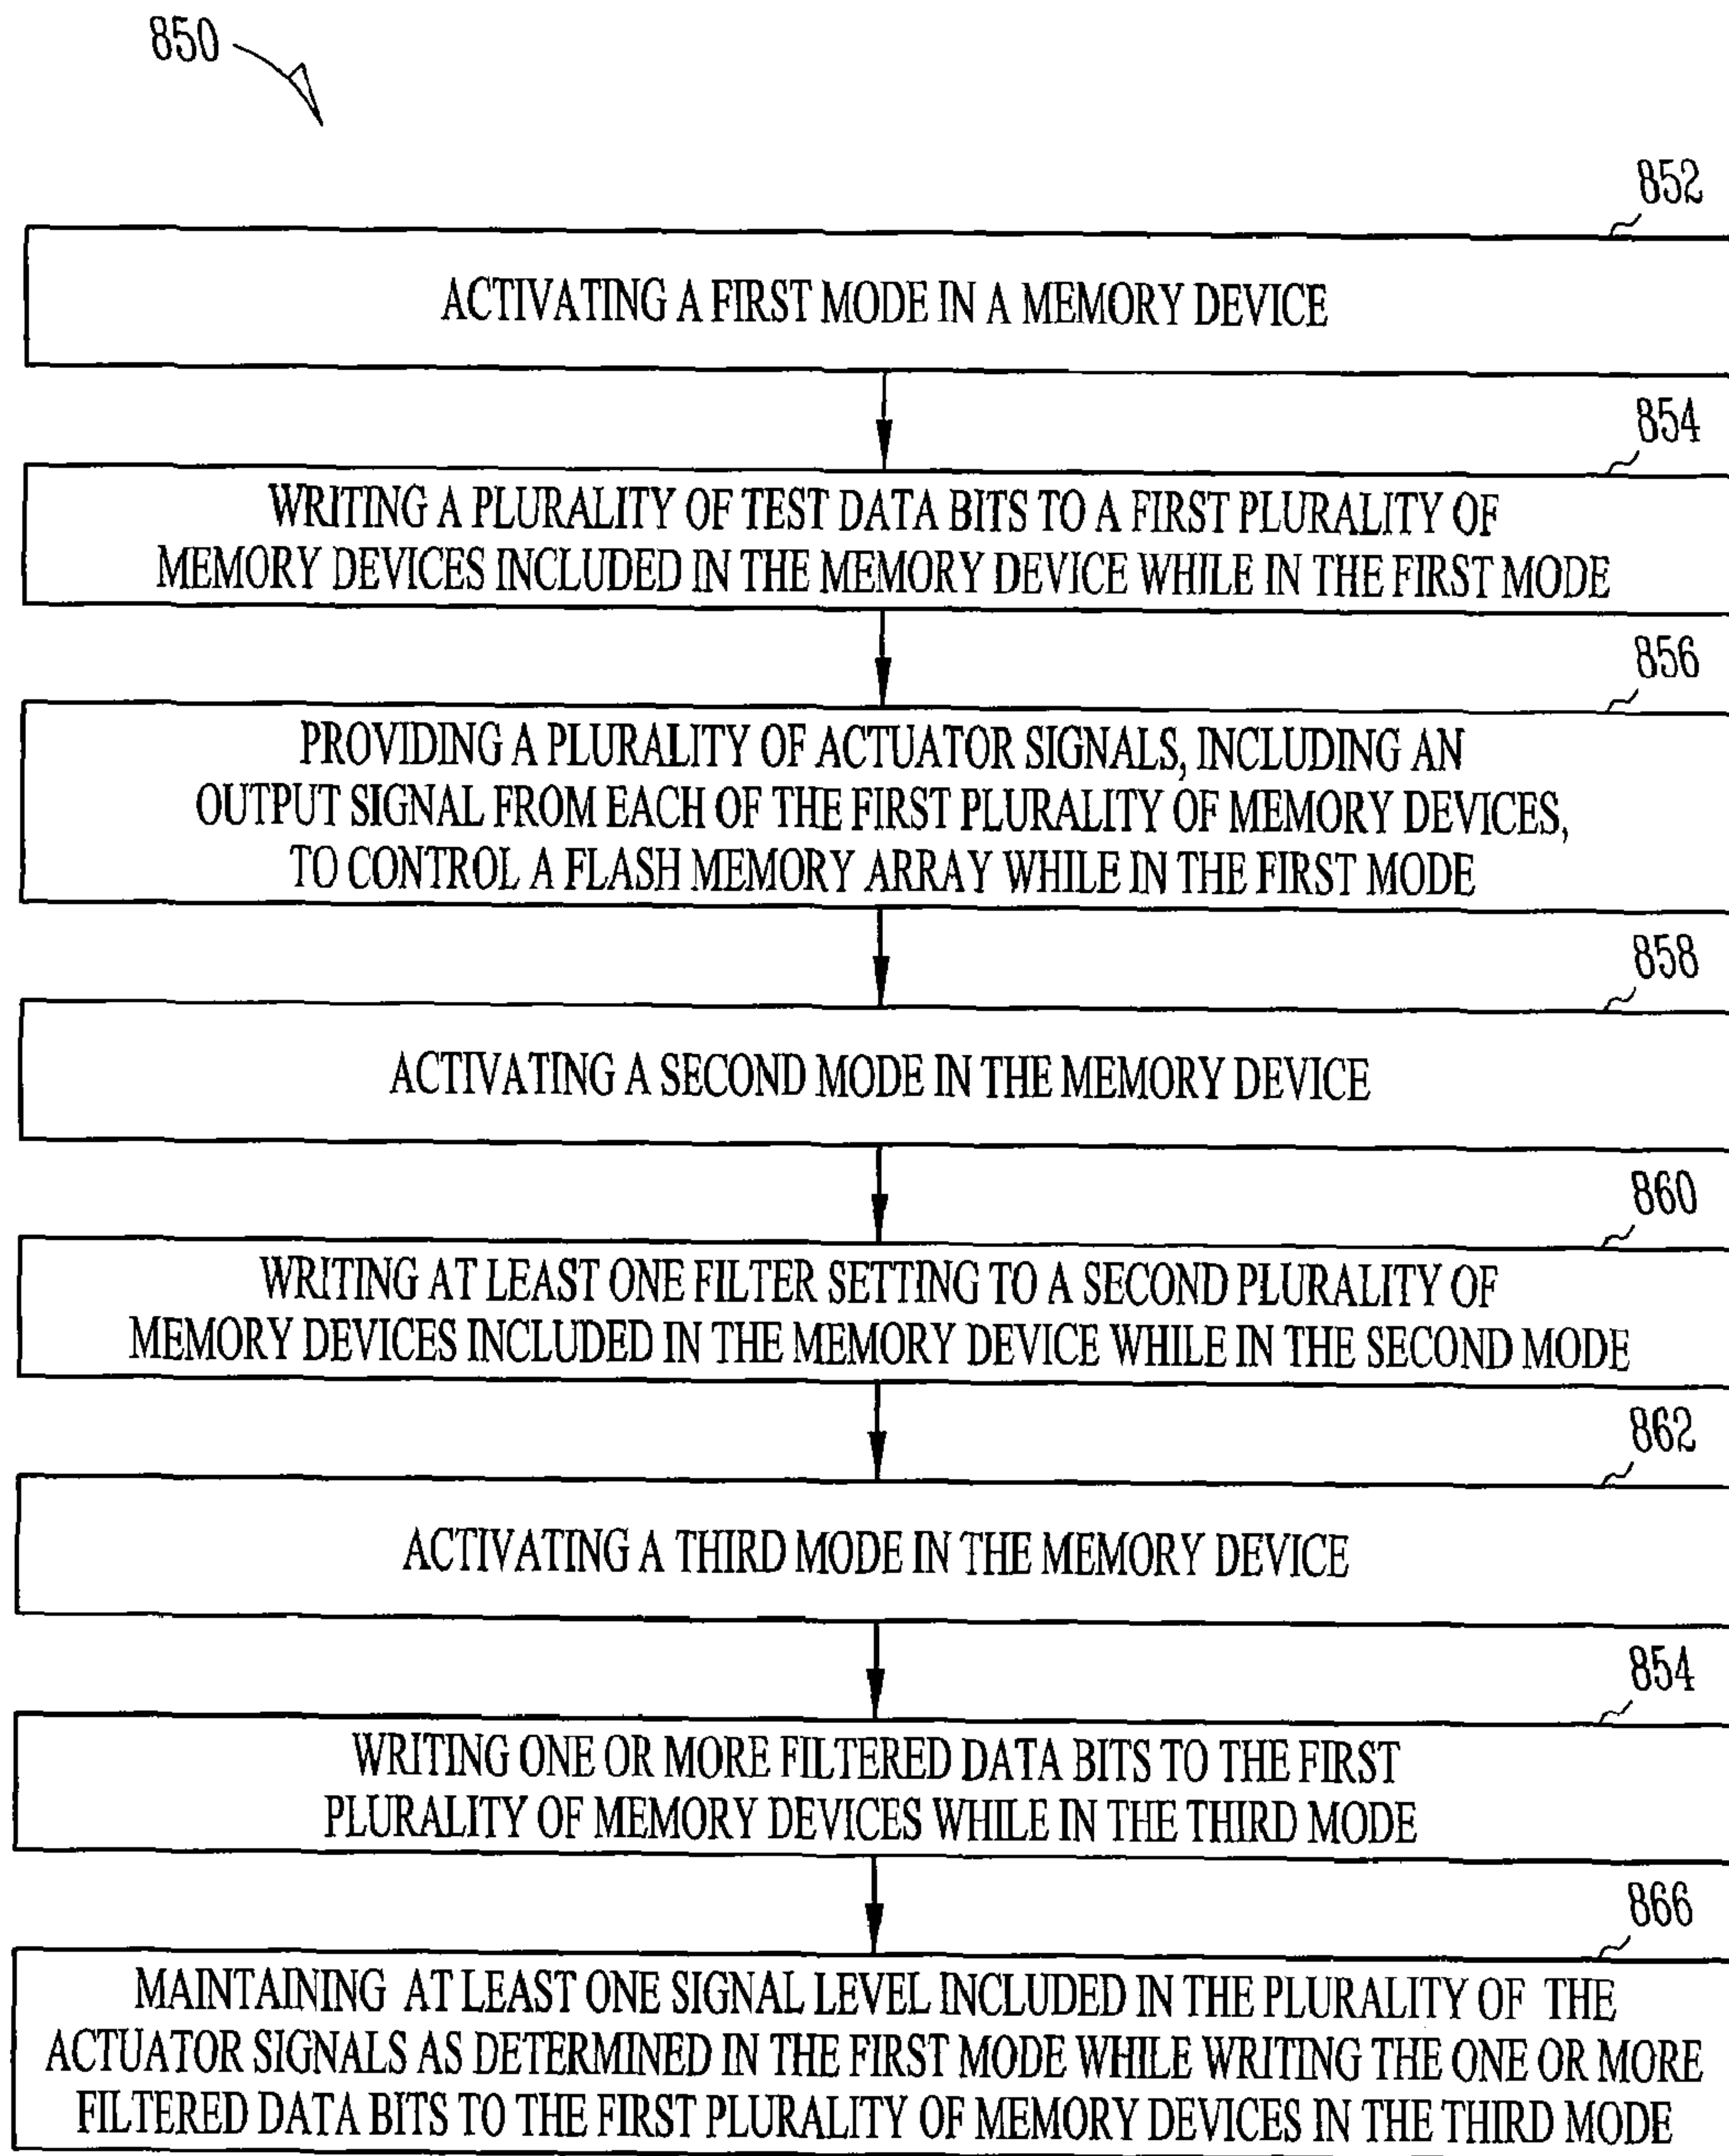 850
852
ACTIVATING A FIRST MODE IN A MEMORY DEVICE
854
WRITING A PLURALITY OF TEST DATA BITS TO A FIRST PLURALITY OF
MEMORY DEVICES INCLUDED IN THE MEMORY DEVICE WHILE IN THE FIRST MODE
856
PROVIDING A PLURALITY OF ACTUATOR SIGNALS, INCLUDING AN
OUTPUT SIGNAL FROM EACH OF THE FIRST PLURALITY OF MEMORY DEVICES,
TO CONTROL A FLASH MEMORY ARRAY WHILE IN THE FIRST MODE
858
ACTIVATING A SECOND MODE IN THE MEMORY DEVICE
860
WRITING AT LEAST ONE FILTER SETTING TO A SECOND PLURALITY OF
MEMORY DEVICES INCLUDED IN THE MEMORY DEVICE WHILE IN THE SECOND MODE
862
ACTIVATING A THIRD MODE IN THE MEMORY DEVICE
854
WRITING ONE OR MORE FILTERED DATA BITS TO THE FIRST
PLURALITY OF MEMORY DEVICES WHILE IN THE THIRD MODE
866
MAINTAINING AT LEAST ONE SIGNAL LEVEL INCLUDED IN THE PLURALITY OF THE
ACTUATOR SIGNALS AS DETERMINED IN THE FIRST MODE WHILE WRITING THE ONE OR MORE
FILTERED DATA BITS TO THE FIRST PLURALITY OF MEMORY DEVICES IN THE THIRD MODE